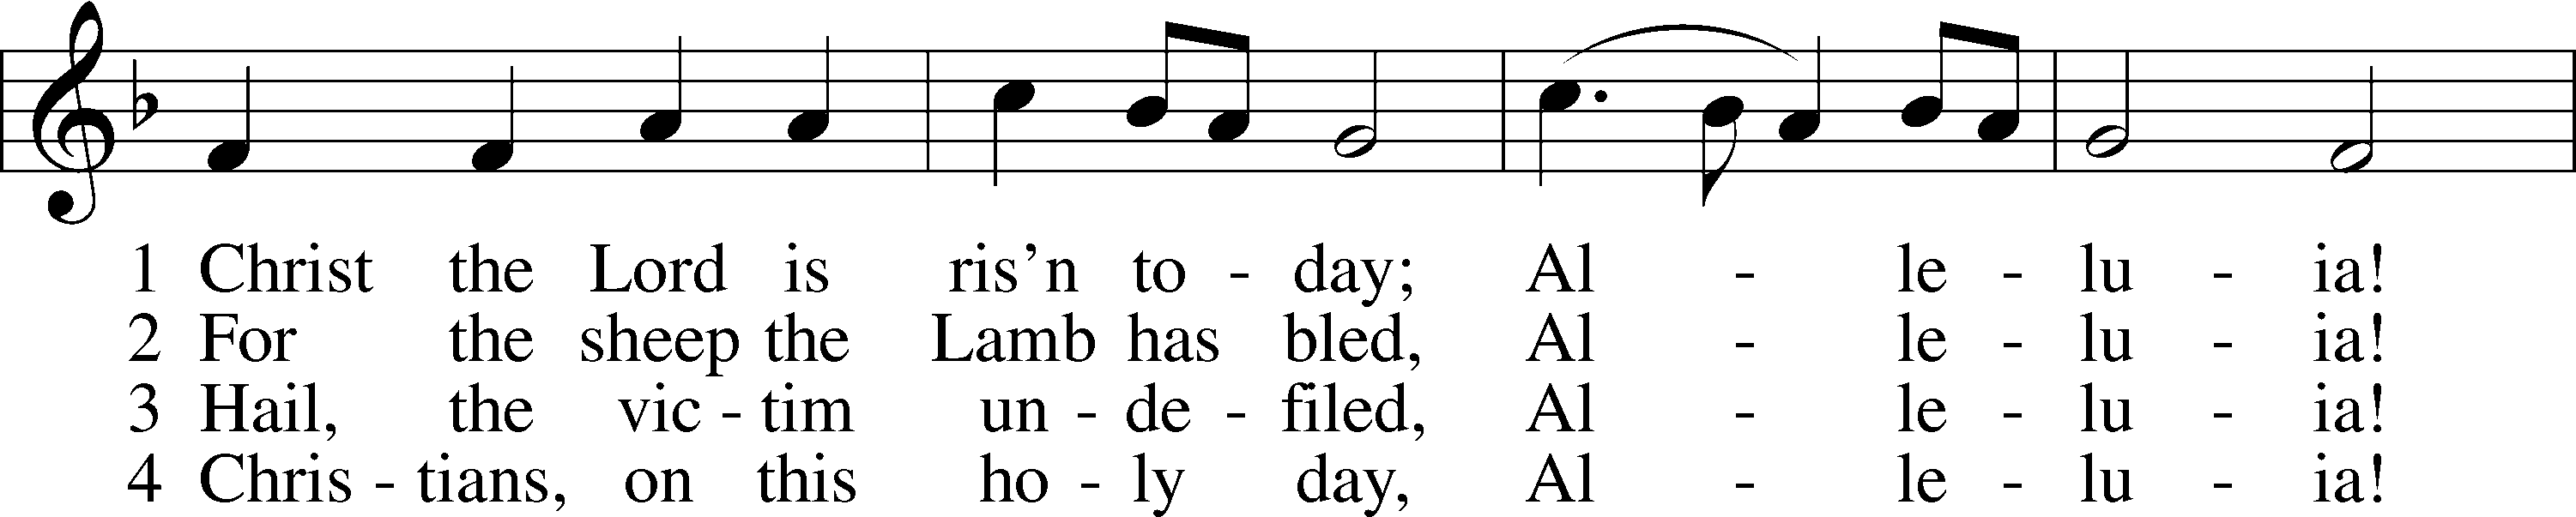 1 Christ the Lord is ris’n to - day; Al - le - lu - ia!
2 For the sheep the Lamb has bled, Al - le - lu - ia!
3 Hail, the vic - tim un - de - filed, Al - le - lu - ia!
4 Chris - tians, on this ho - ly day, Al - le - lu - ia!